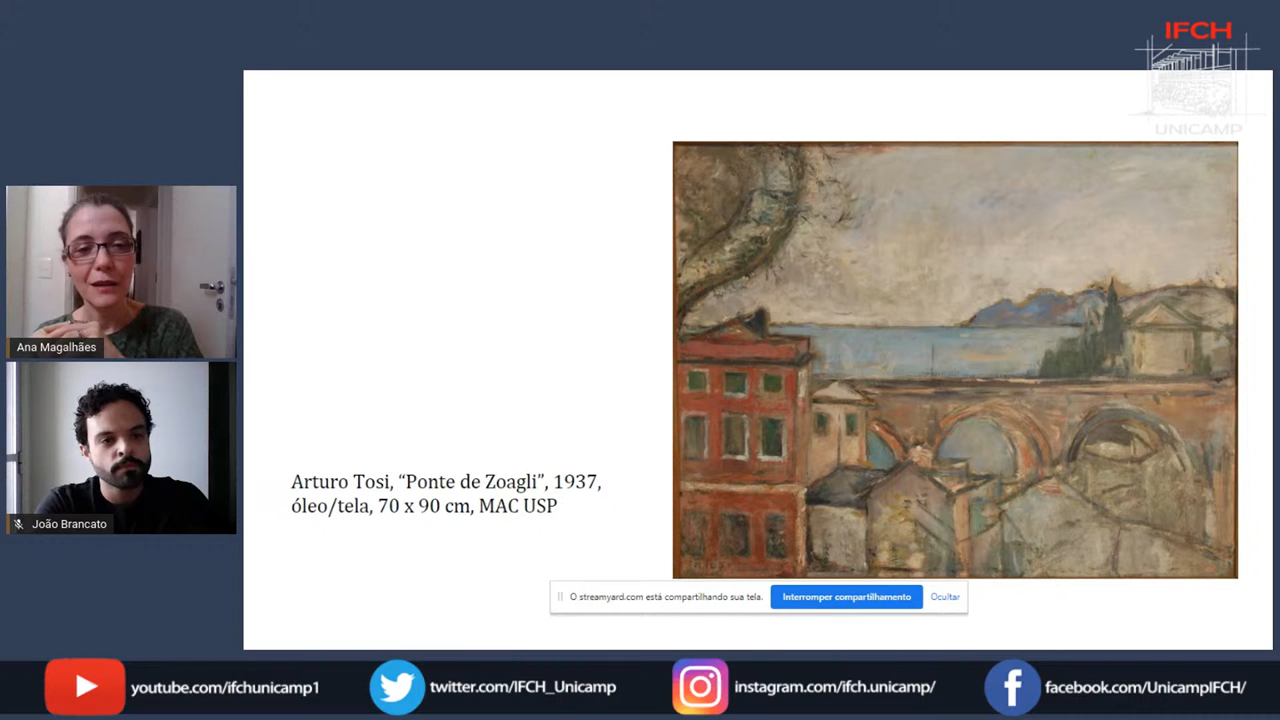 IFCH
UNICAMP
Ana Magalhães
João Brancato
Arturo Tosi, “Ponte de Zoagli”, 1937,
óleo/tela, 70 x 90 cm, MAC USP
O streamyard.com está compartilhando sua tela.
Interromper compartilhamento
Ocultar
youtube.com/ifchunicamp1
twitter.com/IFCH_Unicamp
instagram.com/ifch.unicamp/
facebook.com/UnicampIFCH/